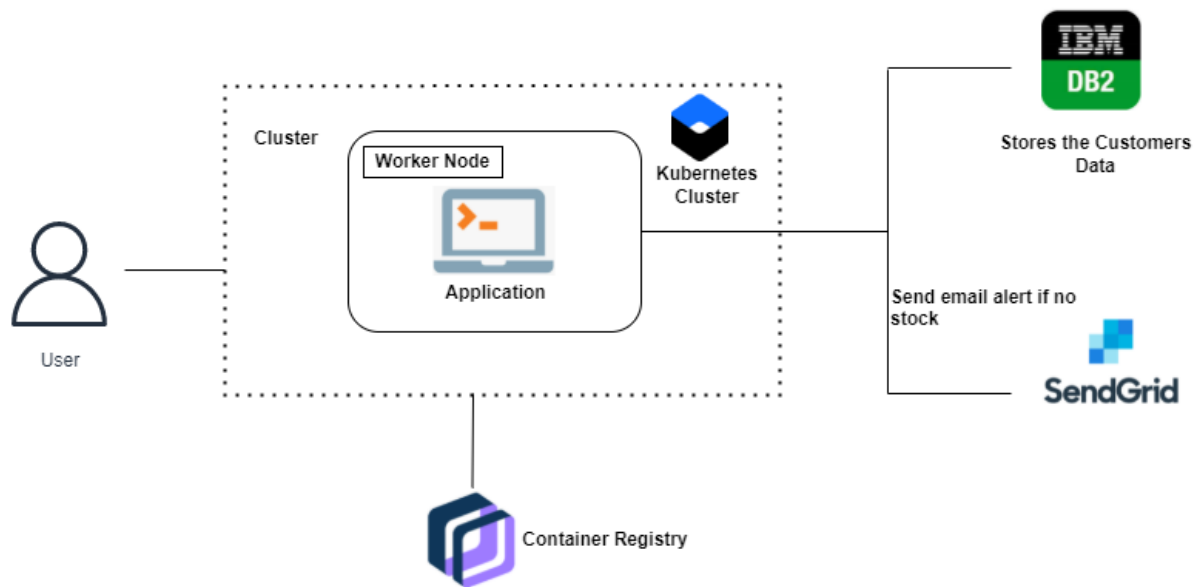 IBM
DB2
Stores the Customers
Data
Cluster
Worker Node
Kubernetes
Cluster
Application
User
Send email alert if no
stock
SendGrid
Container Registry